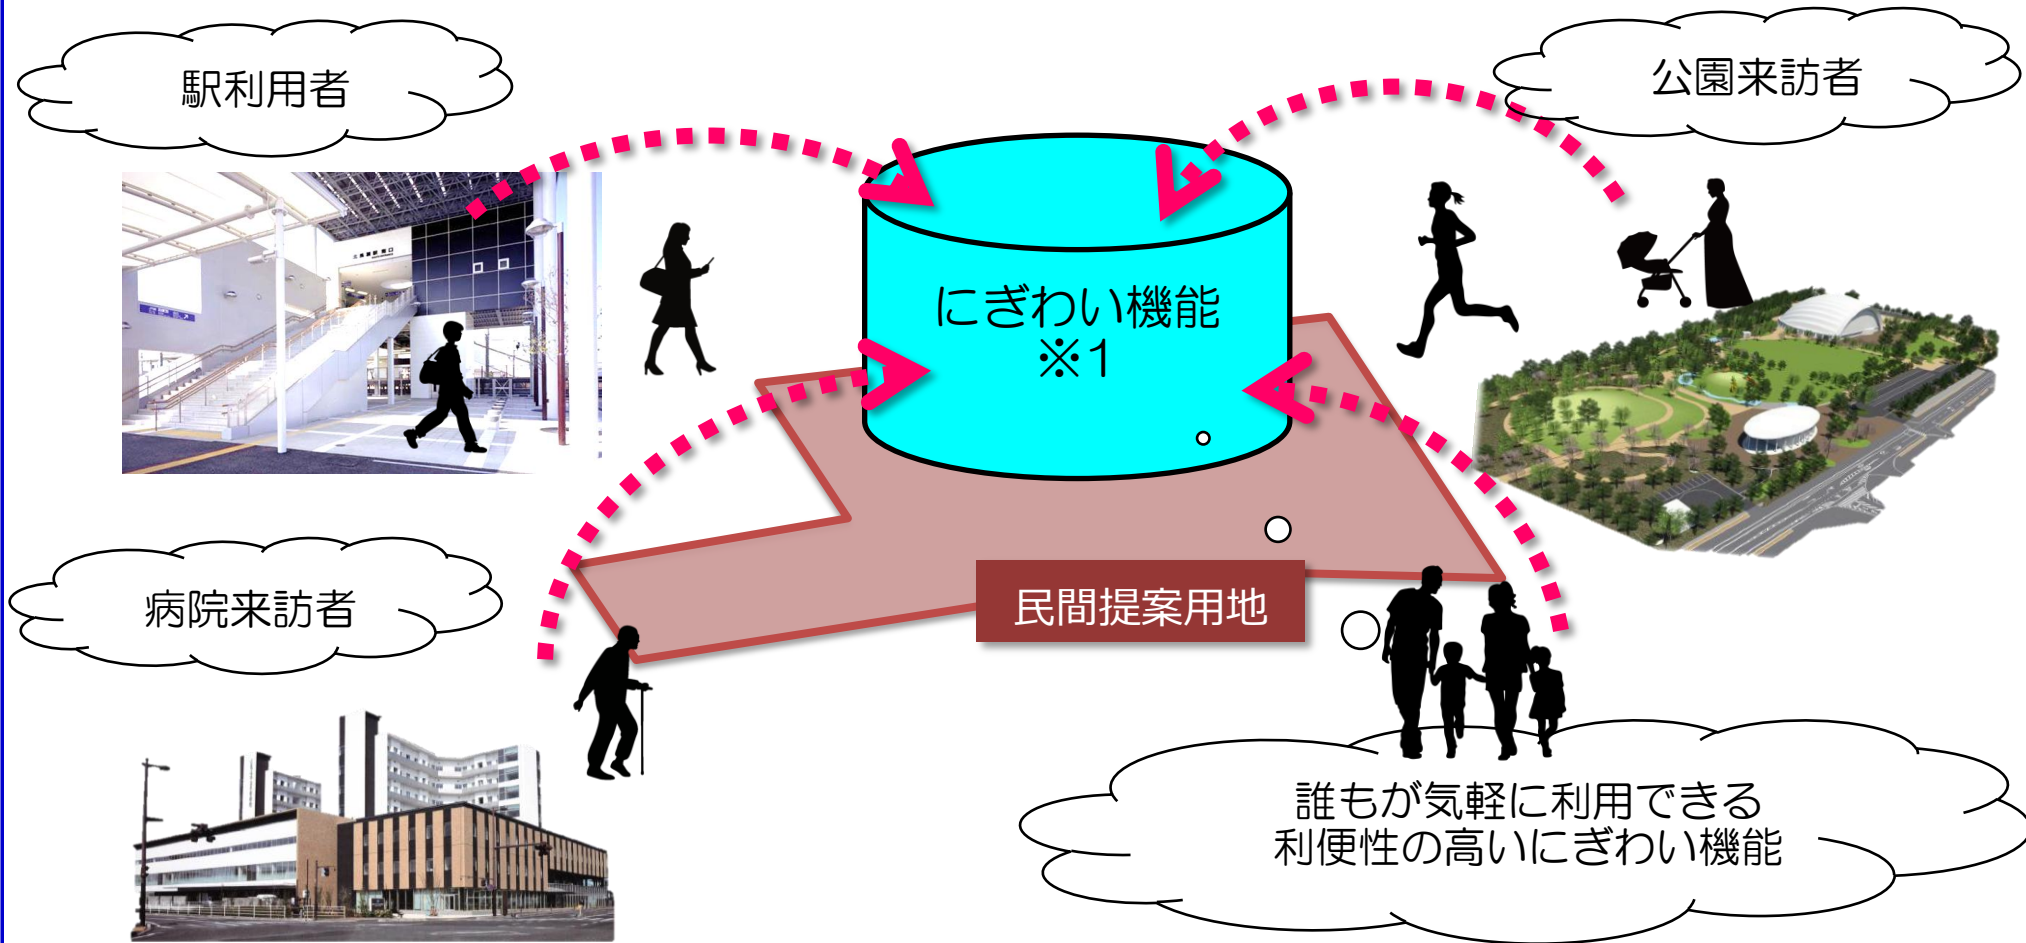 駅利用者
公園来訪者
にぎわい機能
※1
病院来訪者
民間提案用地
誰もが気軽に利用できる
利便性の高いにぎわい機能